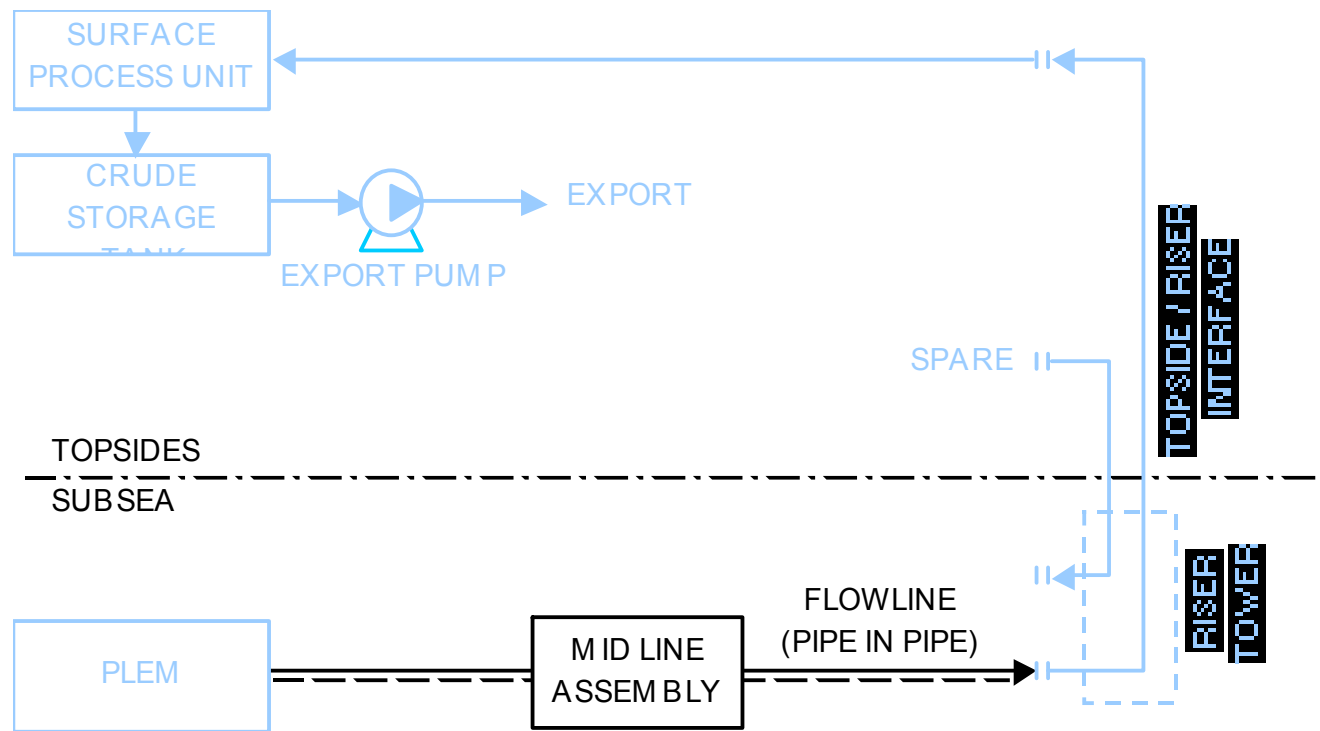 SURFACE
PROCESS UNIT
CRUDE
STORAGE
TANK
EXPORT
EXPORT PUMP
TOPSIDE / RISER
INTERFACE
SPARE
TOPSIDES
SUBSEA
RISER
TOWER
FLOWLINE
(PIPE IN PIPE)
PLEM
MID LINE
ASSEMBLY